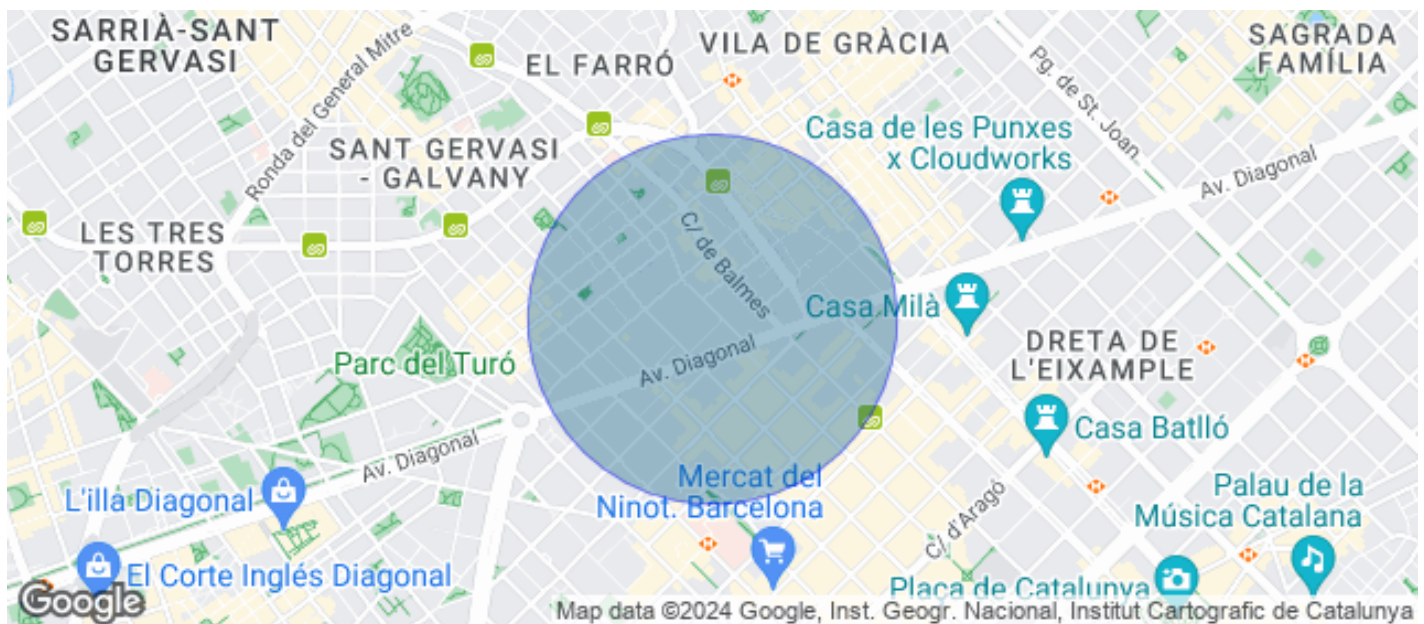 SARRIÀ-SANT
GERVASI
Ronda del General Mitre
EL FARRÓ
VILA DE GRÀCIA
Pg. de St. Joan
SAGRADA
FAMÍLIA
SANT GERVASI
- GALVANY
Casa de les Punxes
x Cloudworks
Av. Diagonal
LES TRES
TORRES
C/ de Balmes
Casa Milà
Parc del Turó
Av. Diagonal
DRETA DE
L'EIXAMPLE
Av. Diagonal
Casa Batlló
L'illa Diagonal
Mercat del
Ninot. Barcelona
C/ d'Aragó
Palau de la
Música Catalana
El Corte Inglés Diagonal
Plaça de Catalunya
Google
Map data ©2024 Google, Inst. Geogr. Nacional, Institut Cartografic de Catalunya